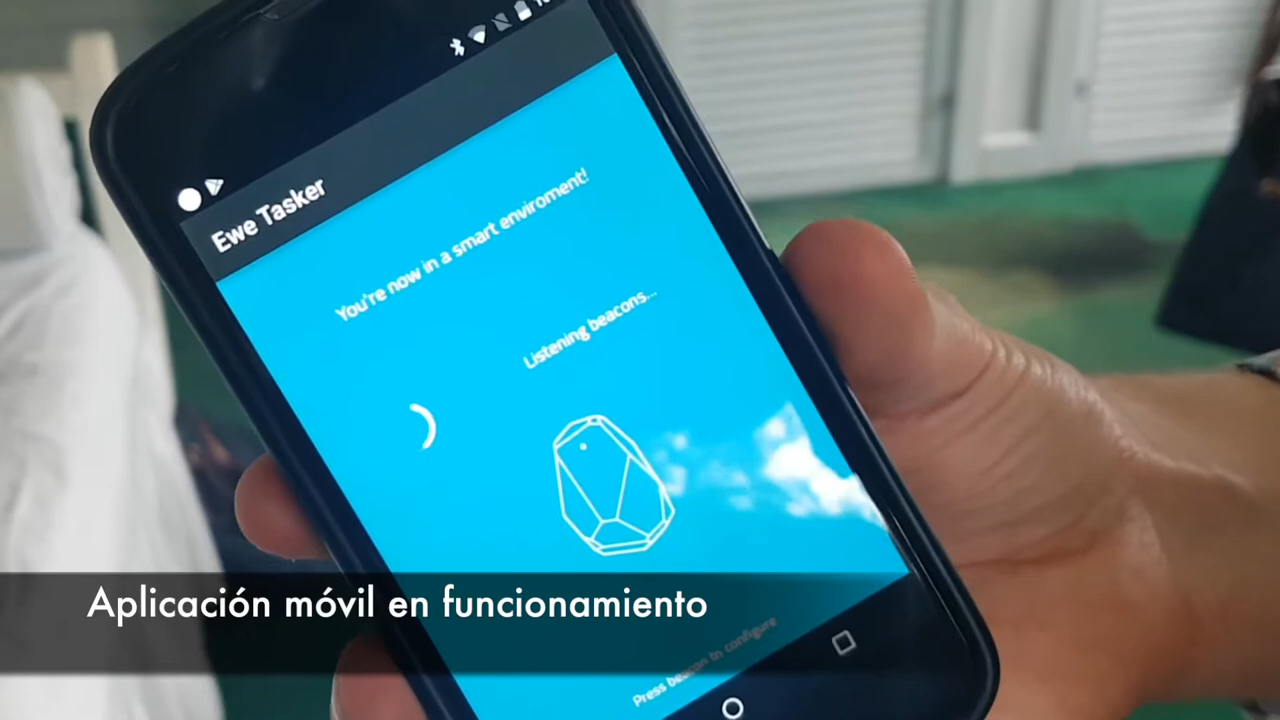 Ewe Tasker
You're now in a smart enviroment!
Listening beacons...
Aplicación móvil en funcionamiento
Press beacon to configure